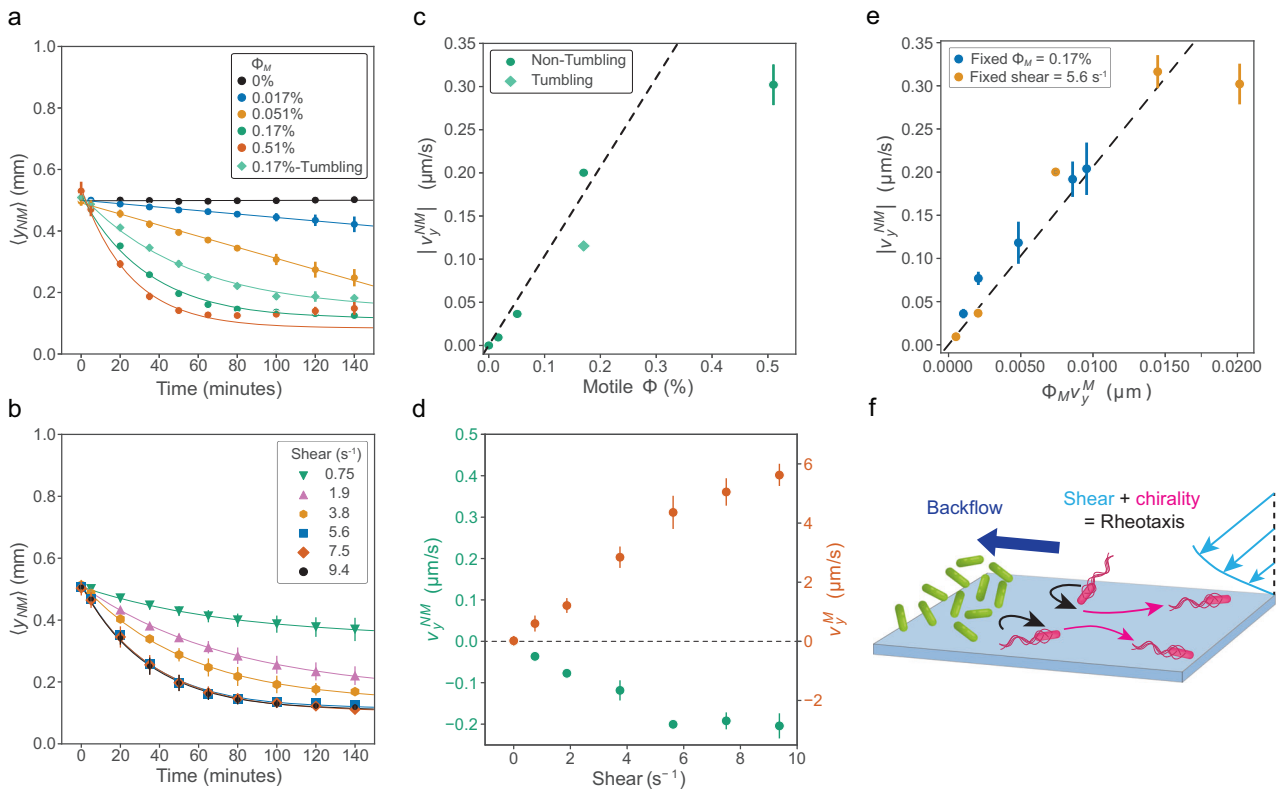 a
⟨y_NM⟩ (mm)
1.0
0.8
0.6
0.4
0.2
0.0
Φ_M
0%
0.017%
0.051%
0.17%
0.51%
0.17%-Tumbling
0 20 40 60 80 100 120 140
Time (minutes)
b
⟨y_NM⟩ (mm)
1.0
0.8
0.6
0.4
0.2
0.0
Shear (s⁻¹)
0.75
1.9
3.8
5.6
7.5
9.4
0 20 40 60 80 100 120 140
Time (minutes)
c
|v_y^NM| (μm/s)
0.35
0.30
0.25
0.20
0.15
0.10
0.05
0.00
Non-Tumbling
Tumbling
0.0 0.1 0.2 0.3 0.4 0.5
Motile Φ (%)
d
v_y^NM (μm/s)
0.5
0.4
0.3
0.2
0.1
0.0
−0.1
−0.2
v_y^M (μm/s)
6
4
2
0
−2
0 2 4 6 8 10
Shear (s⁻¹)
e
|v_y^NM| (μm/s)
0.35
0.30
0.25
0.20
0.15
0.10
0.05
0.00
Fixed Φ_M = 0.17%
Fixed shear = 5.6 s⁻¹
0.0000 0.0050 0.0100 0.0150 0.0200
Φ_M v_y^M (μm)
f
Backflow
Shear + chirality
= Rheotaxis